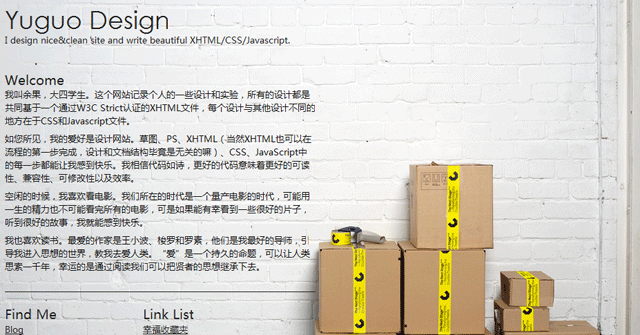 Yuguo Design
I design nice&clean site and write beautiful XHTML/CSS/Javascript.
Welcome
我叫余果，大四学生。这个网站记录个人的一些设计和实验，所有的设计都是
共同基于一个通过W3C Strict认证的XHTML文件，每个设计与其他设计不同的
地方在于CSS和Javascript文件。
如您所见，我的爱好是设计网站。草图、PS、XHTML（当然XHTML也可以在
流程的第一步完成，设计和文档结构毕竟是无关的嘛）、CSS、JavaScript中
的每一步都能让我感到快乐。我相信代码如诗，更好的代码意味着更好的可读
性、兼容性、可修改性以及效率。
空闲的时候，我喜欢看电影。我们所在的时代是一个量产电影的时代，可能用
一生的精力也不可能看完所有的电影，可是如果能有幸看到一些很好的片子，
听到很好的故事，我就能感到快乐。
我也喜欢读书。最爱的作家是王小波、梭罗和罗素，他们是我最好的导师，引
导我进入思想的世界，教我去爱人类。“爱”是一个持久的命题，可以让人类
思素一千年，幸运的是通过阅读我们可以把贤者的思想继承下去。
Find Me
Link List
Blog
幸福收藏夹